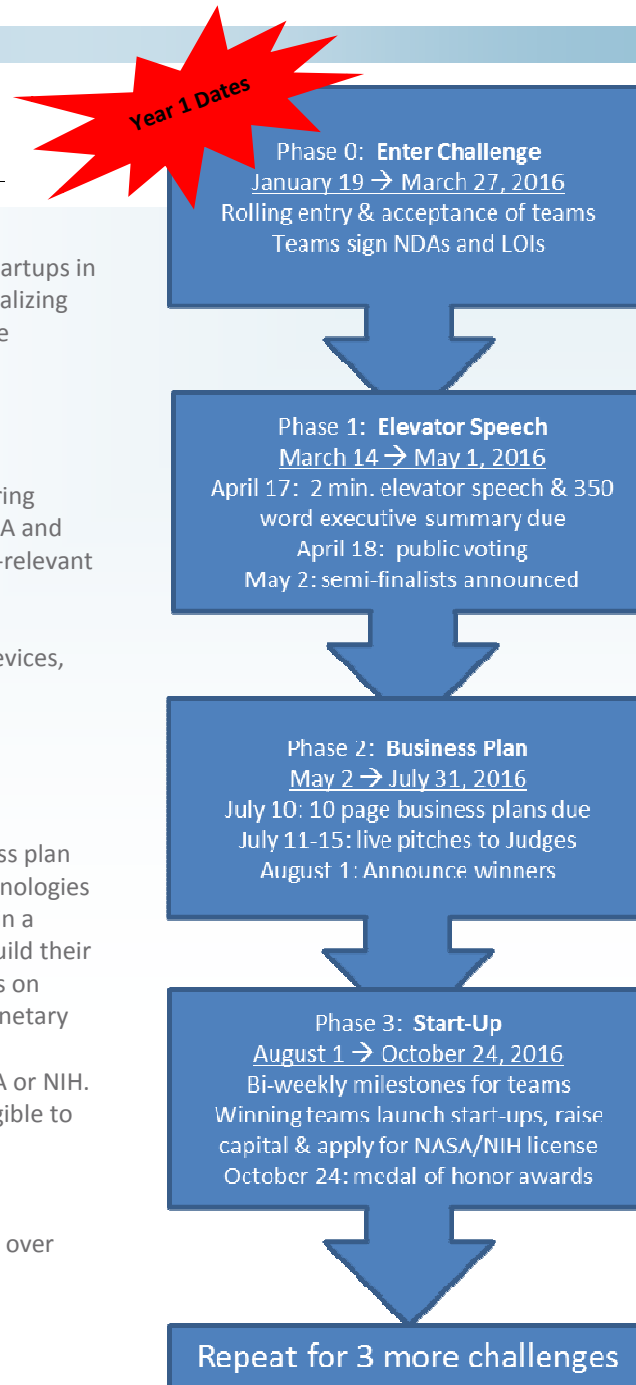 Year 1 Dates
Phase 0: Enter Challenge
January 19 → March 27, 2016
Rolling entry & acceptance of teams
Teams sign NDAs and LOIs
artups in
alizing
e
Phase 1: Elevator Speech
March 14 → May 1, 2016
April 17: 2 min. elevator speech & 350
word executive summary due
April 18: public voting
May 2: semi-finalists announced
ring
A and
-relevant
evices,
Phase 2: Business Plan
May 2 → July 31, 2016
July 10: 10 page business plans due
July 11-15: live pitches to Judges
August 1: Announce winners
ss plan
nnologies
n a
uild their
s on
netary
A or NIH.
gible to
Phase 3: Start-Up
August 1 → October 24, 2016
Bi-weekly milestones for teams
Winning teams launch start-ups, raise
capital & apply for NASA/NIH license
October 24: medal of honor awards
over
Repeat for 3 more challenges